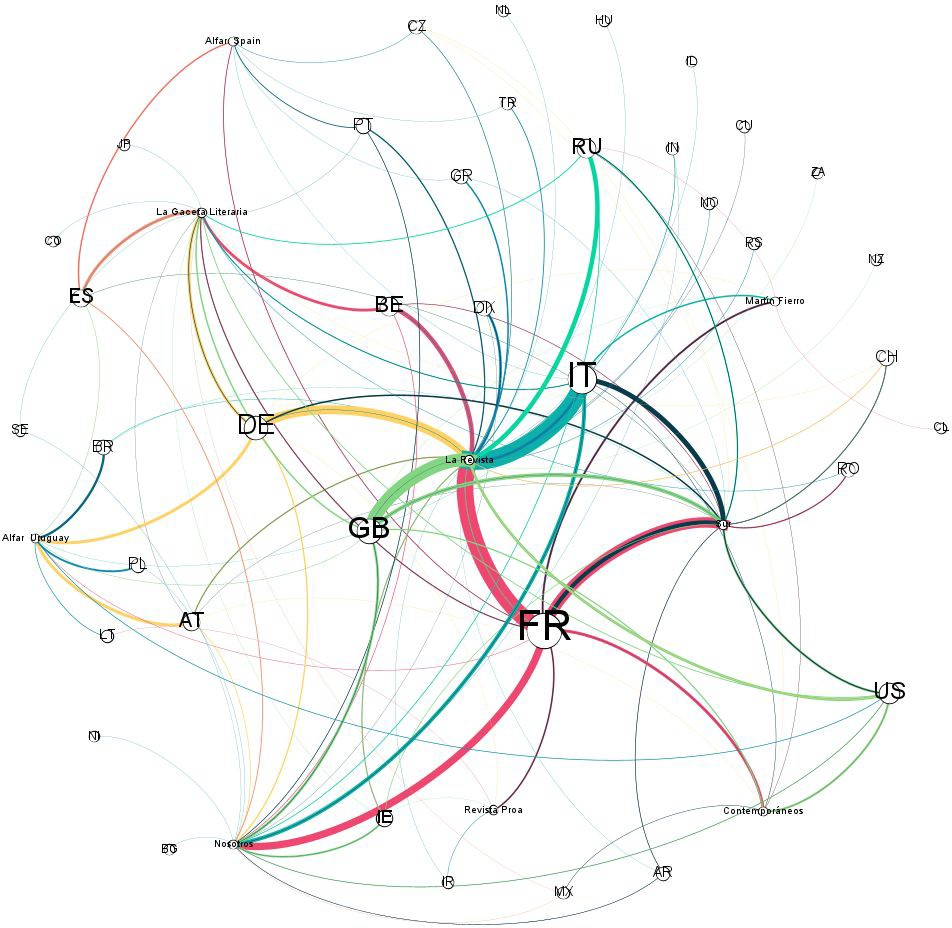 NL
HU
CZ
Alfar Spain
ID
TR
PT
CU
JP
RU
IN
ZA
GR
NO
La Gaceta Literaria
CO
RS
NZ
ES
Martín Fierro
BE
DK
CH
IT
DE
SE
CL
BR
La Revista
RO
GB
Sur
Alfar Uruguay
PL
AT
FR
LT
US
NI
Revista Proa
Contemporáneos
IE
Nosotros
BG
AR
IR
MX